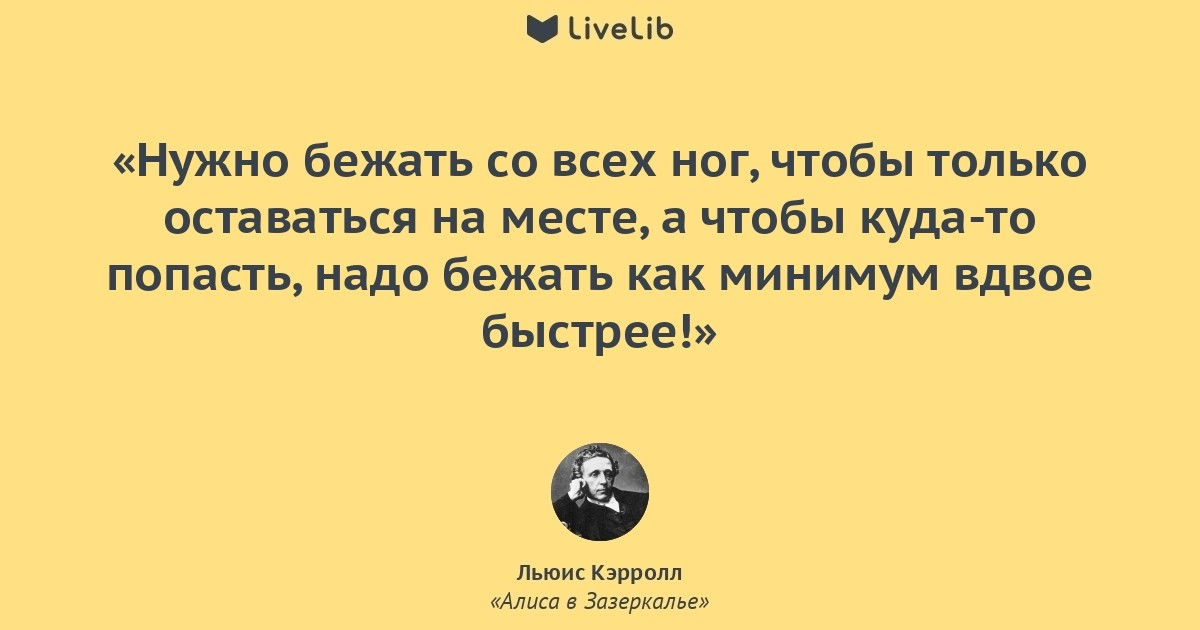 LiveLib
«Нужно бежать со всех ног, чтобы только
оставаться на месте, а чтобы куда-то
попасть, надо бежать как минимум вдвое
быстрее!»
Льюис Кэрролл
«Алиса в Зазеркалье»